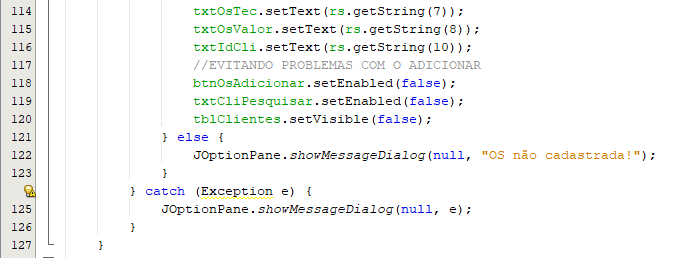 114 txtOsTec.setText(rs.getString(7));
115 txtOsValor.setText(rs.getString(8));
116 txtIdCli.setText(rs.getString(10));
117 //EVITANDO PROBLEMAS COM O ADICIONAR
118 btnOsAdicionar.setEnabled(false);
119 txtCliPesquisar.setEnabled(false);
120 tblClientes.setVisible(false);
121 } else {
122 JOptionPane.showMessageDialog(null, "OS não cadastrada!");
123 }
} catch (Exception e) {
125 JOptionPane.showMessageDialog(null, e);
126 }
127 }